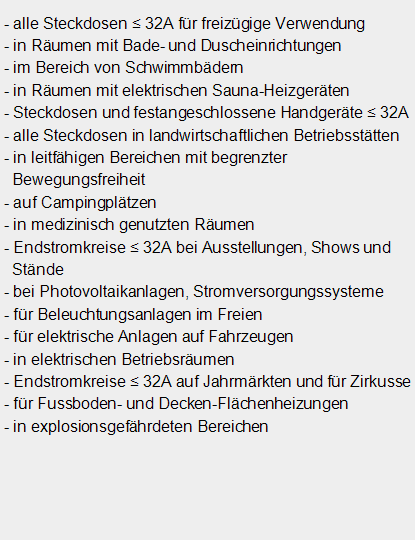 - alle Steckdosen ≤ 32A für freizügige Verwendung
- in Räumen mit Bade- und Duscheinrichtungen
- im Bereich von Schwimmbädern
- in Räumen mit elektrischen Sauna-Heizgeräten
- Steckdosen und festangeschlossene Handgeräte ≤ 32A
- alle Steckdosen in landwirtschaftlichen Betriebsstätten
- in leitfähigen Bereichen mit begrenzter
Bewegungsfreiheit
- auf Campingplätzen
- in medizinisch genutzten Räumen
- Endstromkreise ≤ 32A bei Ausstellungen, Shows und
Stände
- bei Photovoltaikanlagen, Stromversorgungssysteme
- für Beleuchtungsanlagen im Freien
- für elektrische Anlagen auf Fahrzeugen
- in elektrischen Betriebsräumen
- Endstromkreise ≤ 32A auf Jahrmärkten und für Zirkusse
- für Fussboden- und Decken-Flächenheizungen
- in explosionsgefährdeten Bereichen